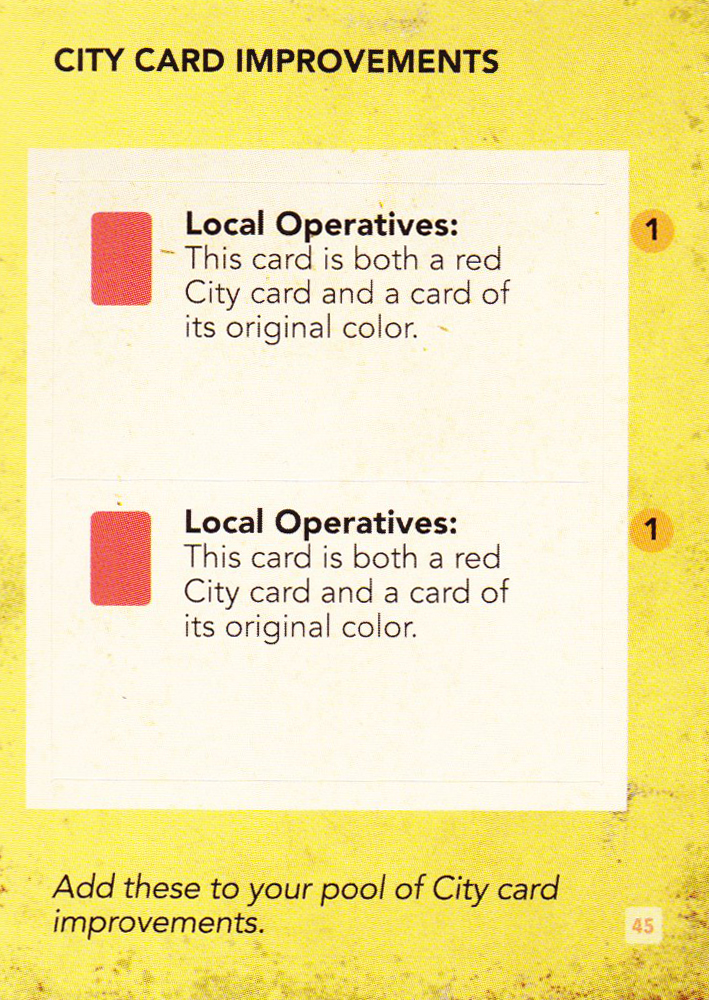 CITY CARD IMPROVEMENTS
Local Operatives:
This card is both a red
City card and a card of
its original color.
1
Local Operatives:
This card is both a red
City card and a card of
its original color.
1
Add these to your pool of City card
improvements.
45